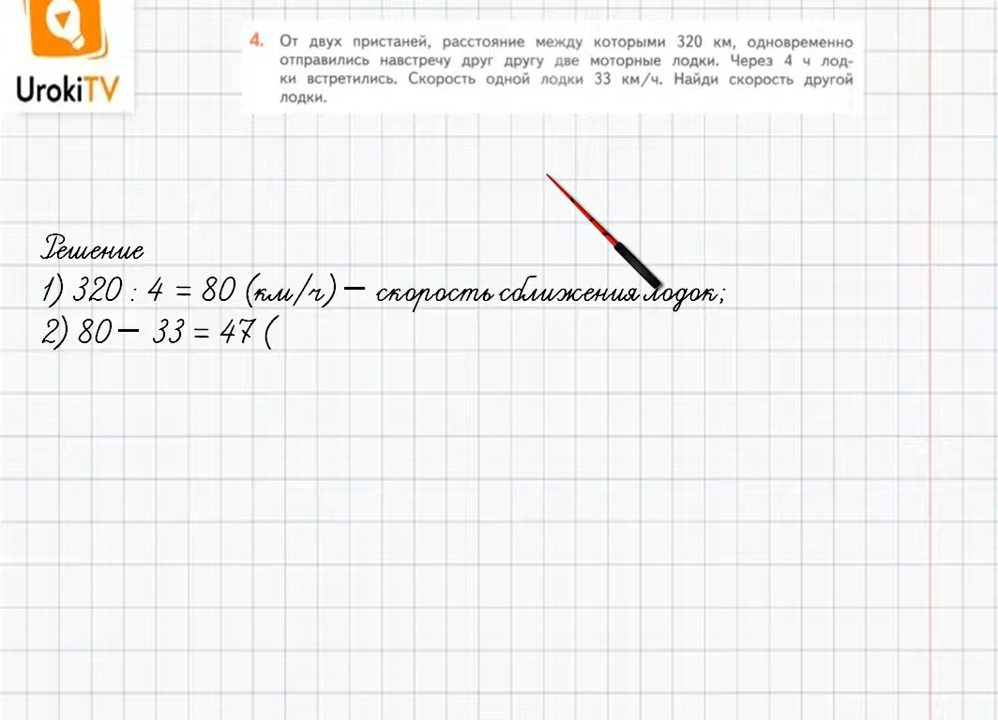 UrokiTV
4. От двух пристаней, расстояние между которыми 320 км, одновременно
отправились навстречу друг другу две моторные лодки. Через 4 ч лод-
ки встретились. Скорость одной лодки 33 км/ч. Найди скорость другой
лодки.
Решение
1) 320 : 4 = 80 (км/ч) — скорость сближения лодок;
2) 80 — 33 = 47 (